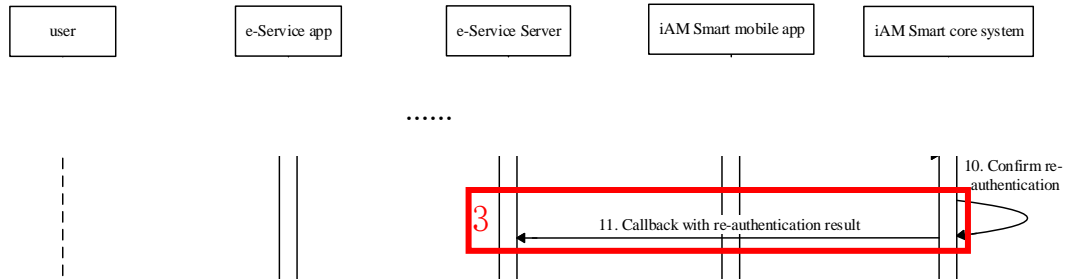 user
e-Service app
e-Service Server
iAM Smart mobile app
iAM Smart core system
......
10. Confirm re-
authentication
3
11. Callback with re-authentication result